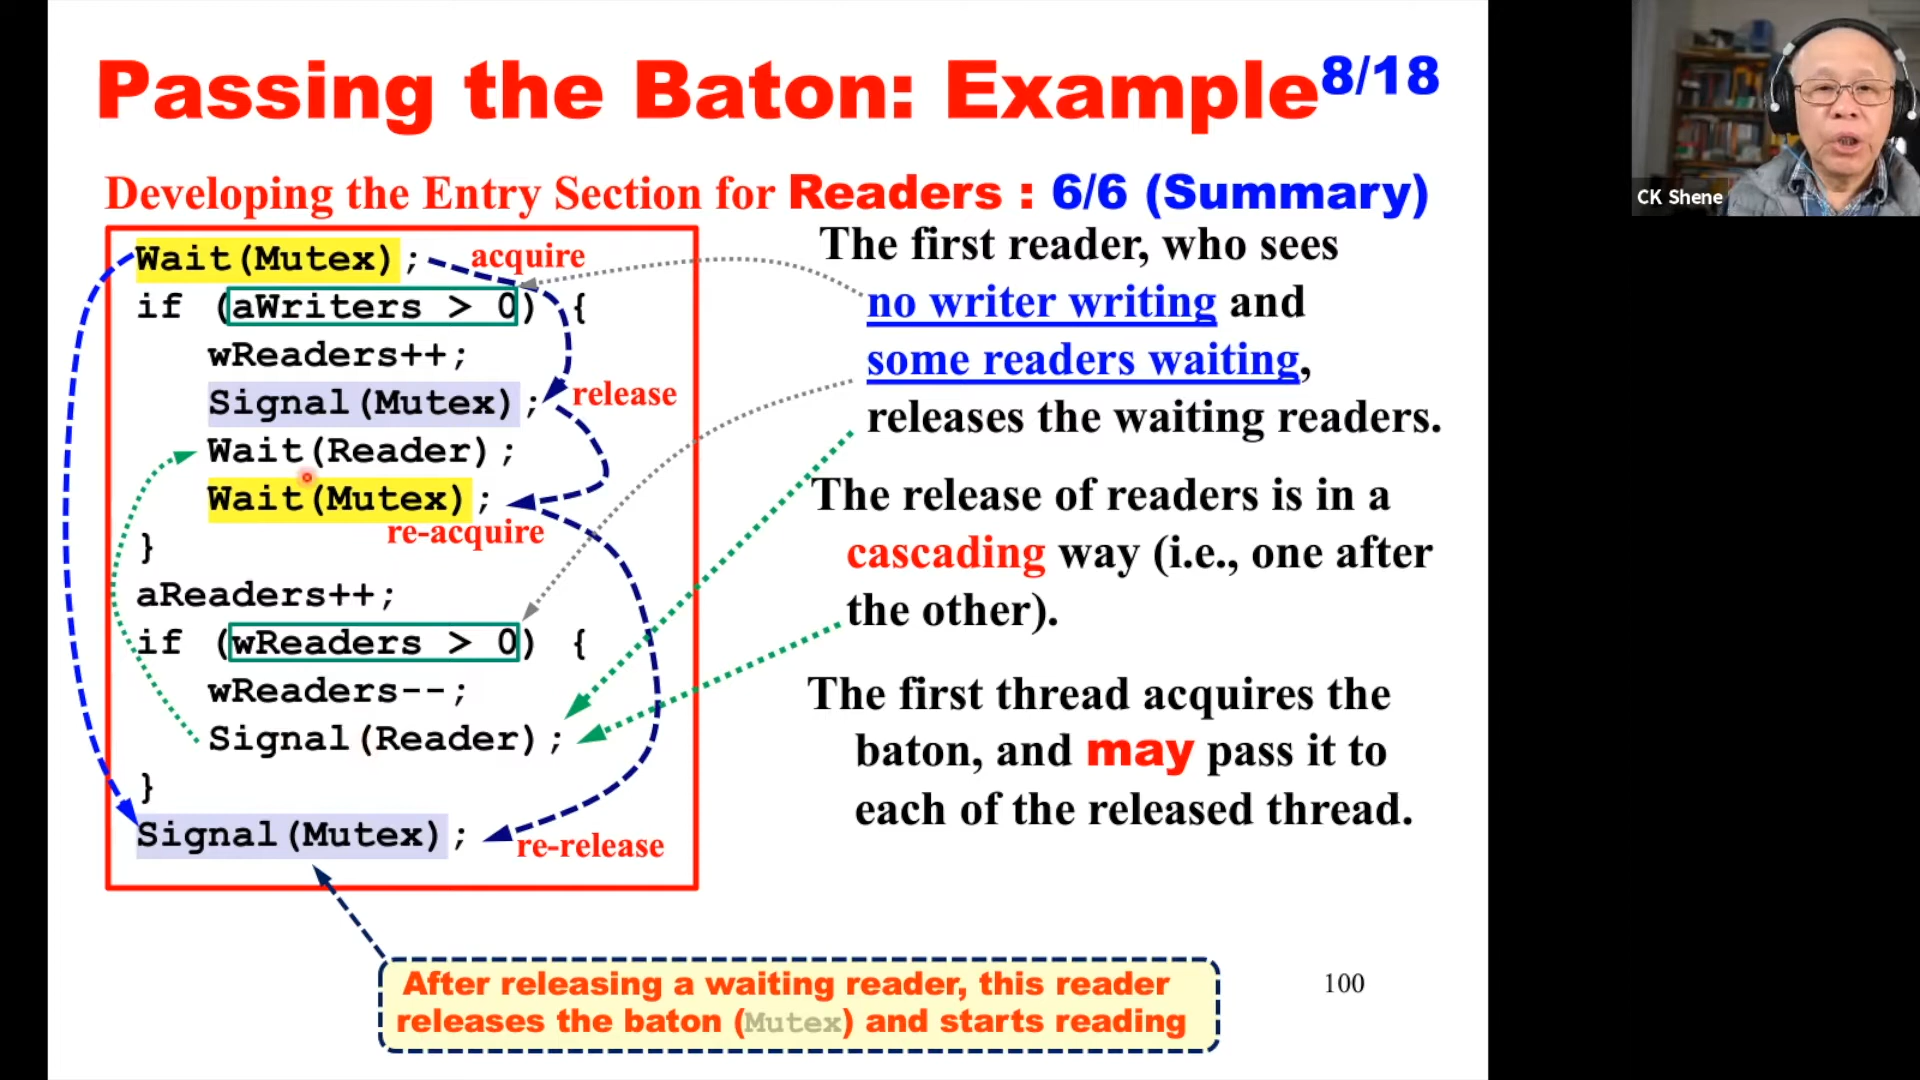 Passing the Baton: Example 8/18
Developing the Entry Section for Readers : 6/6 (Summary)
Wait(Mutex); acquire
if (aWriters > 0) {
wReaders++;
Signal(Mutex); release
Wait(Reader);
Wait(Mutex);
re-acquire
}
aReaders++;
if (wReaders > 0) {
wReaders--;
Signal(Reader);
}
Signal(Mutex);
re-release
The first reader, who sees
no writer writing and
some readers waiting,
releases the waiting readers.
The release of readers is in a
cascading way (i.e., one after
the other).
The first thread acquires the
baton, and may pass it to
each of the released thread.
After releasing a waiting reader, this reader
releases the baton (Mutex) and starts reading
100
CK Shene